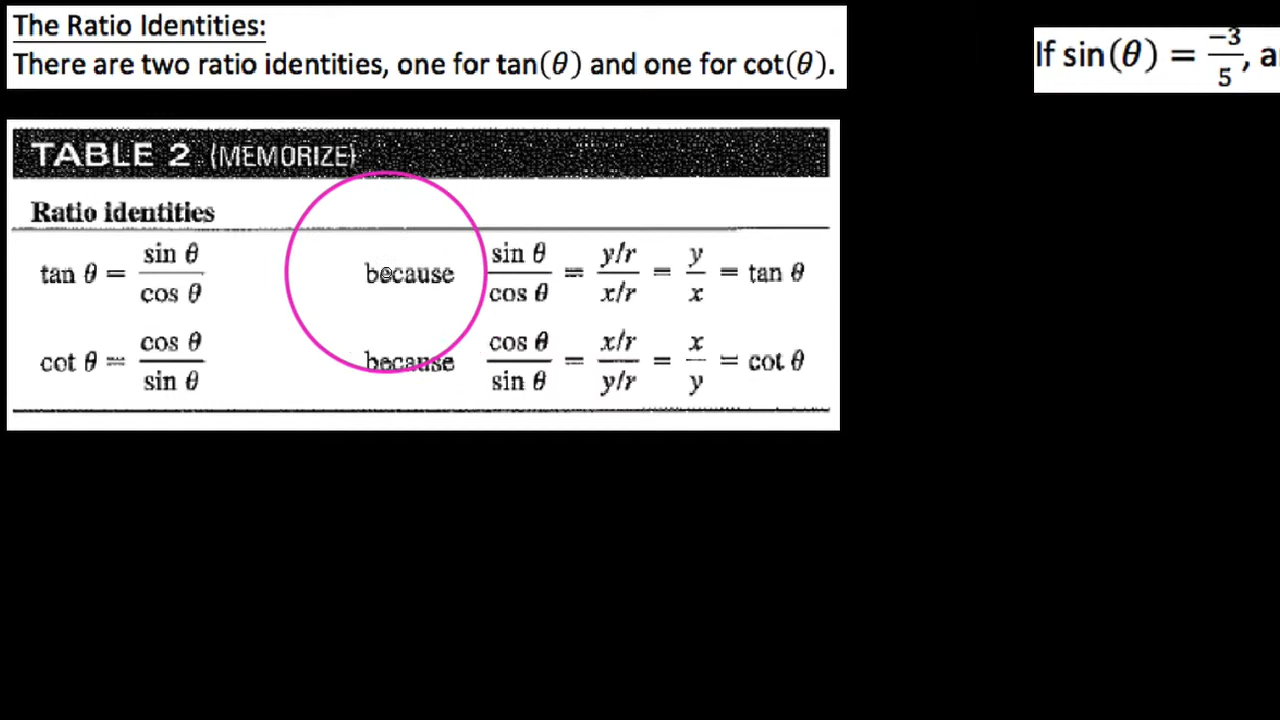 The Ratio Identities:
There are two ratio identities, one for tan(θ) and one for cot(θ).
If sin(θ) = −3/5, a
TABLE 2 (MEMORIZE)
Ratio identities
tan θ = sin θ / cos θ because sin θ / cos θ = y/r / x/r = y / x = tan θ
cot θ = cos θ / sin θ because cos θ / sin θ = x/r / y/r = x / y = cot θ